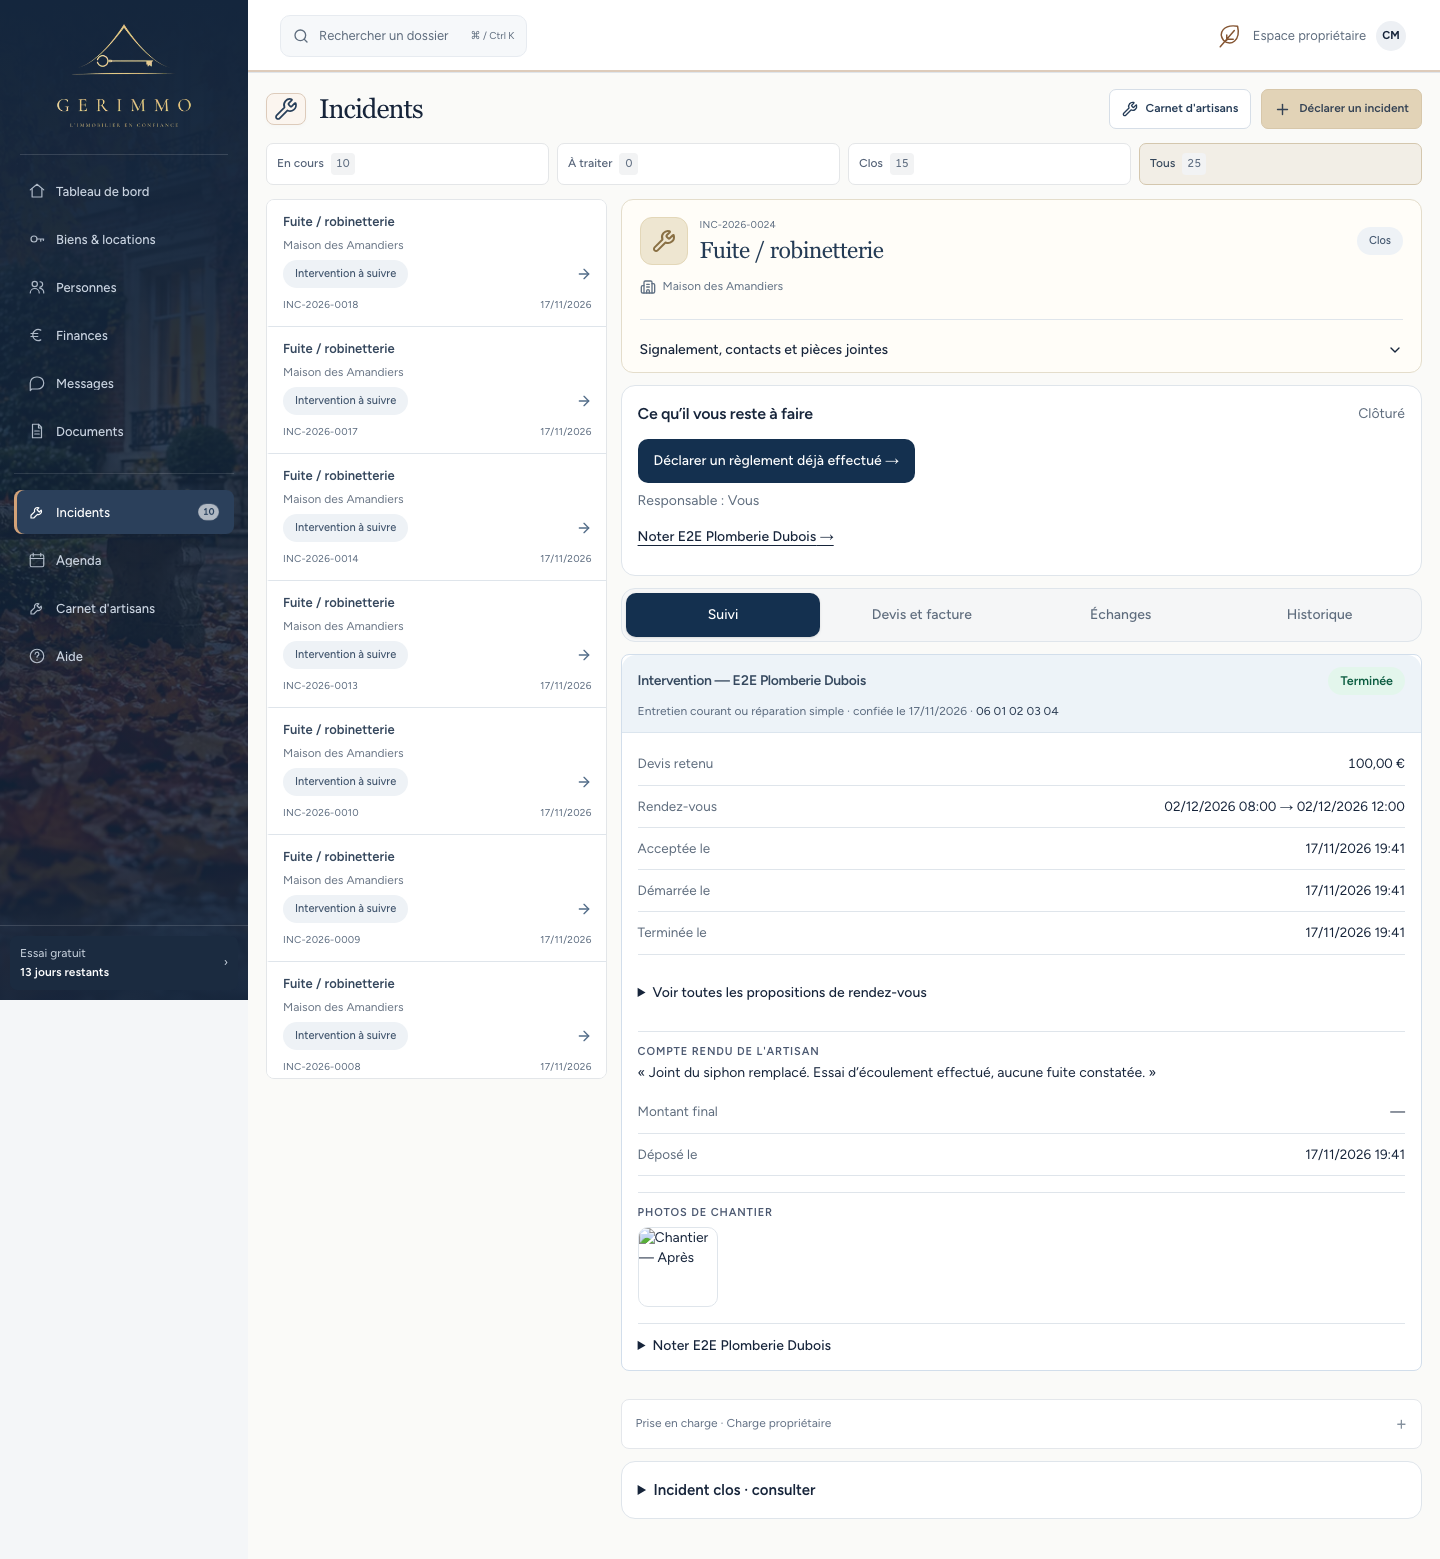 GERIMMO
L'IMMOBILIER EN CONFIANCE
Tableau de bord
Biens & locations
Personnes
Finances
Messages
Documents
Incidents 10
Agenda
Carnet d'artisans
Aide
Essai gratuit
13 jours restants ›
Rechercher un dossier ⌘ / Ctrl K
Espace propriétaire CM
Incidents
Carnet d'artisans
+ Déclarer un incident
En cours 10
À traiter 0
Clos 15
Tous 25
Fuite / robinetterie
Maison des Amandiers
Intervention à suivre →
INC-2026-0018 17/11/2026
Fuite / robinetterie
Maison des Amandiers
Intervention à suivre →
INC-2026-0017 17/11/2026
Fuite / robinetterie
Maison des Amandiers
Intervention à suivre →
INC-2026-0014 17/11/2026
Fuite / robinetterie
Maison des Amandiers
Intervention à suivre →
INC-2026-0013 17/11/2026
Fuite / robinetterie
Maison des Amandiers
Intervention à suivre →
INC-2026-0010 17/11/2026
Fuite / robinetterie
Maison des Amandiers
Intervention à suivre →
INC-2026-0009 17/11/2026
Fuite / robinetterie
Maison des Amandiers
Intervention à suivre →
INC-2026-0008 17/11/2026
INC-2026-0024
Fuite / robinetterie
Clos
Maison des Amandiers
Signalement, contacts et pièces jointes
Ce qu’il vous reste à faire Clôturé
Déclarer un règlement déjà effectué →
Responsable : Vous
Noter E2E Plomberie Dubois →
Suivi Devis et facture Échanges Historique
Intervention — E2E Plomberie Dubois Terminée
Entretien courant ou réparation simple · confiée le 17/11/2026 · 06 01 02 03 04
Devis retenu 100,00 €
Rendez-vous 02/12/2026 08:00 → 02/12/2026 12:00
Acceptée le 17/11/2026 19:41
Démarrée le 17/11/2026 19:41
Terminée le 17/11/2026 19:41
▶ Voir toutes les propositions de rendez-vous
COMPTE RENDU DE L'ARTISAN
« Joint du siphon remplacé. Essai d’écoulement effectué, aucune fuite constatée. »
Montant final —
Déposé le 17/11/2026 19:41
PHOTOS DE CHANTIER
Chantier
— Après
▶ Noter E2E Plomberie Dubois
Prise en charge · Charge propriétaire +
▶ Incident clos · consulter